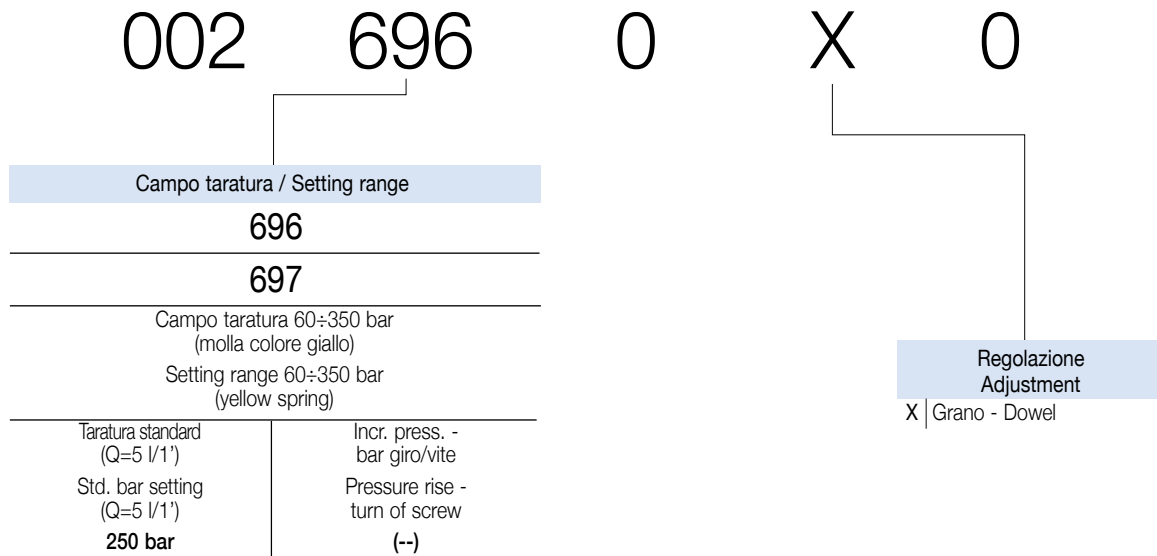 002 696 0 X 0
Campo taratura / Setting range
696
697
Campo taratura 60÷350 bar
(molla colore giallo)
Setting range 60÷350 bar
(yellow spring)
Taratura standard
(Q=5 l/1')
Std. bar setting
(Q=5 l/1')
250 bar
Incr. press. -
bar giro/vite
Pressure rise -
turn of screw
(--)
Regolazione
Adjustment
X Grano - Dowel